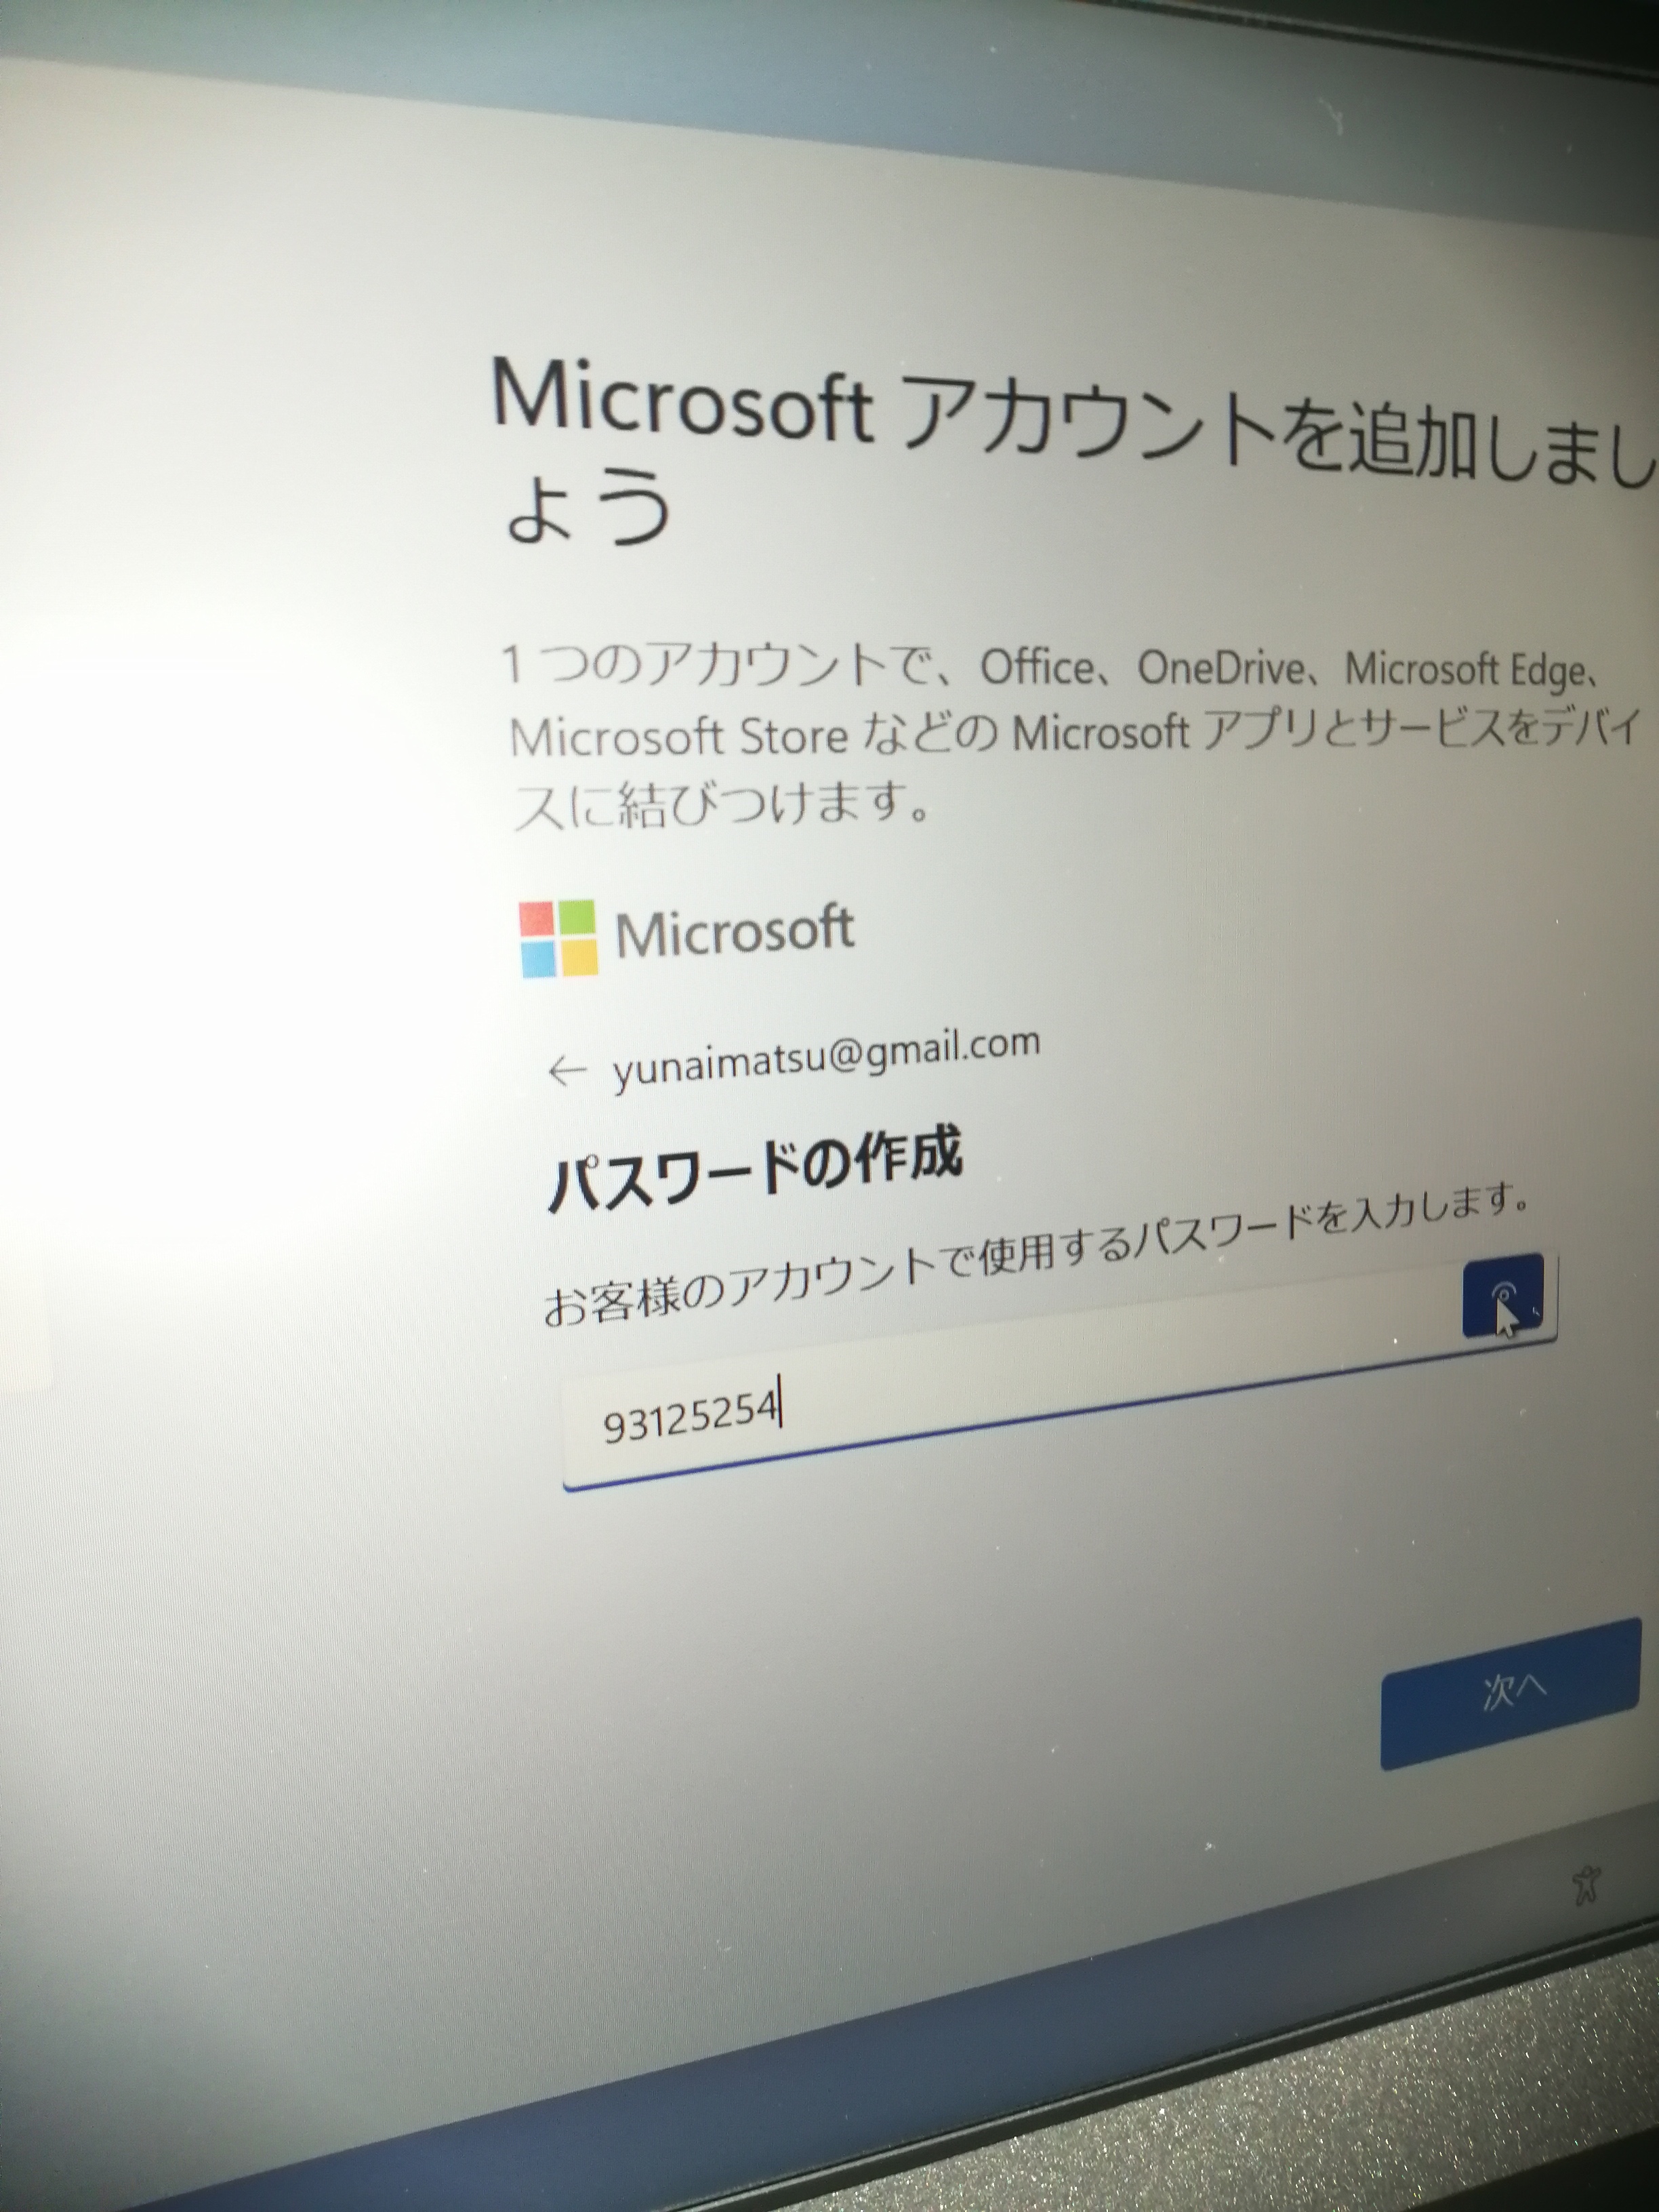 Microsoft アカウントを追加しまし
ょう
1 つのアカウントで、Office、OneDrive、Microsoft Edge、
Microsoft Store などの Microsoft アプリとサービスをデバイ
スに結びつけます。
Microsoft
← yunaimatsu@gmail.com
パスワードの作成
お客様のアカウントで使用するパスワードを入力します。
93125254
次へ